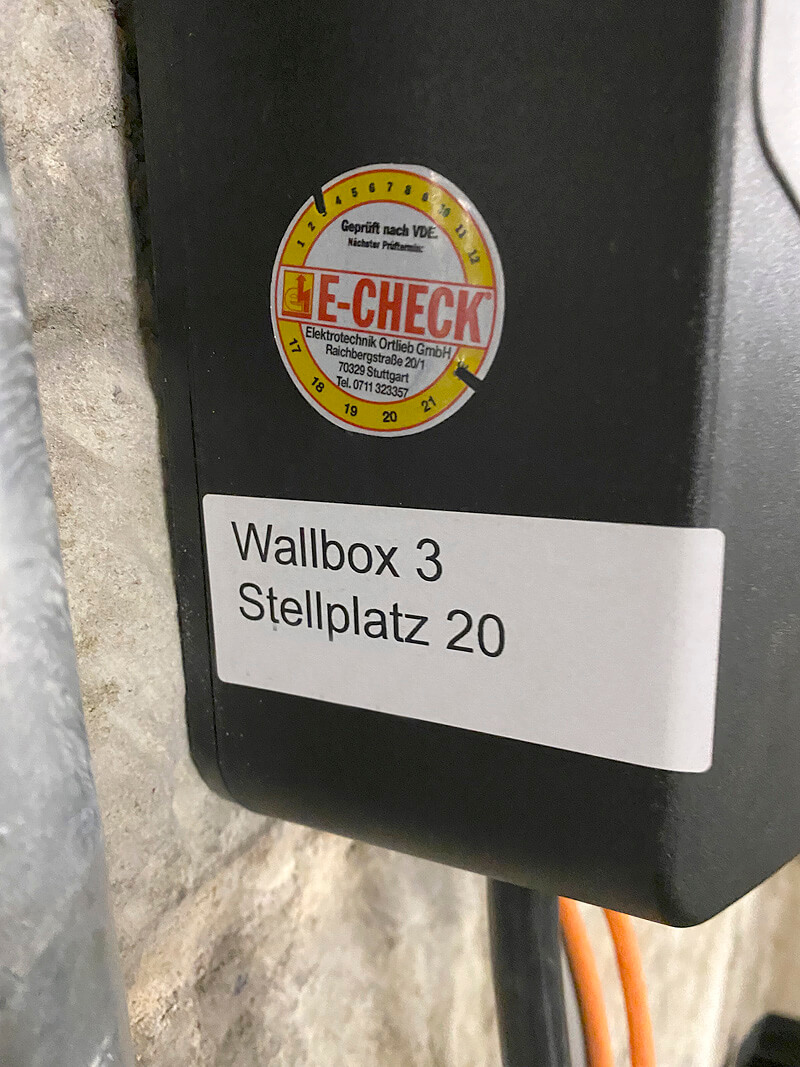 1 2 3 4 5 6 7 8 9 10 11 12
Geprüft nach VDE.
Nächster Prüftermin:
E-CHECK
Elektrotechnik Ortlieb GmbH
Raichbergstraße 20/1
70329 Stuttgart
Tel. 0711 323357
17 18 19 20 21
Wallbox 3
Stellplatz 20